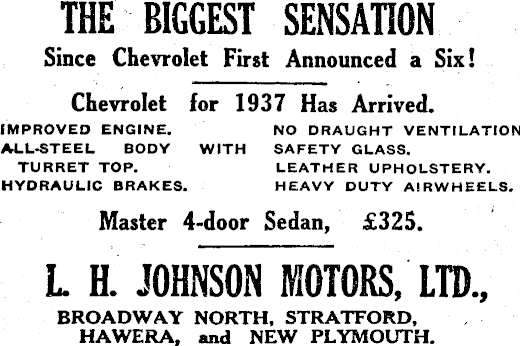 THE BIGGEST SENSATION
Since Chevrolet First Announced a Six!
Chevrolet for 1937 Has Arrived.
IMPROVED ENGINE.
ALL-STEEL BODY WITH
TURRET TOP.
HYDRAULIC BRAKES.
NO DRAUGHT VENTILATION
SAFETY GLASS.
LEATHER UPHOLSTERY.
HEAVY DUTY AIRWHEELS.
Master 4-door Sedan, £325.
L. H. JOHNSON MOTORS, LTD.,
BROADWAY NORTH, STRATFORD,
HAWERA, and NEW PLYMOUTH.